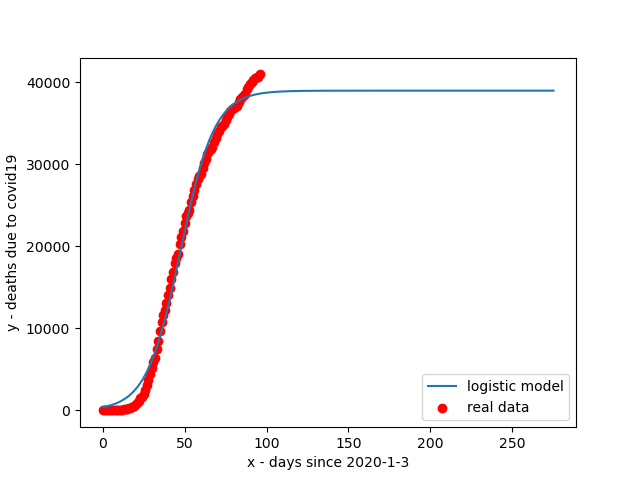 40000
30000
20000
10000
0
y - deaths due to covid19
logistic model
real data
0 50 100 150 200 250
x - days since 2020-1-3